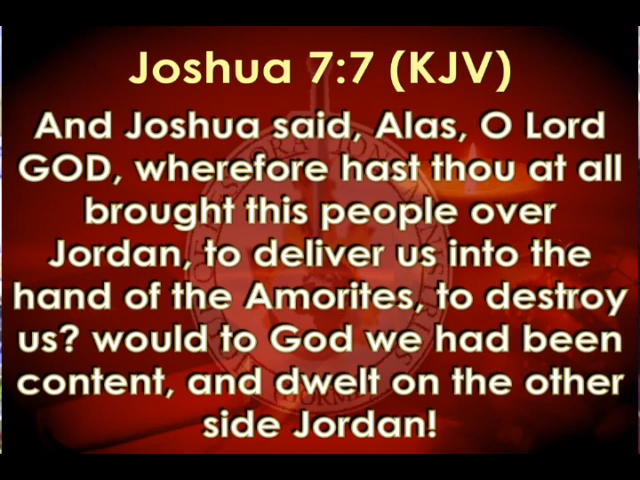 Joshua 7:7 (KJV)
And Joshua said, Alas, O Lord
GOD, wherefore hast thou at all
brought this people over
Jordan, to deliver us into the
hand of the Amorites, to destroy
us? would to God we had been
content, and dwelt on the other
side Jordan!